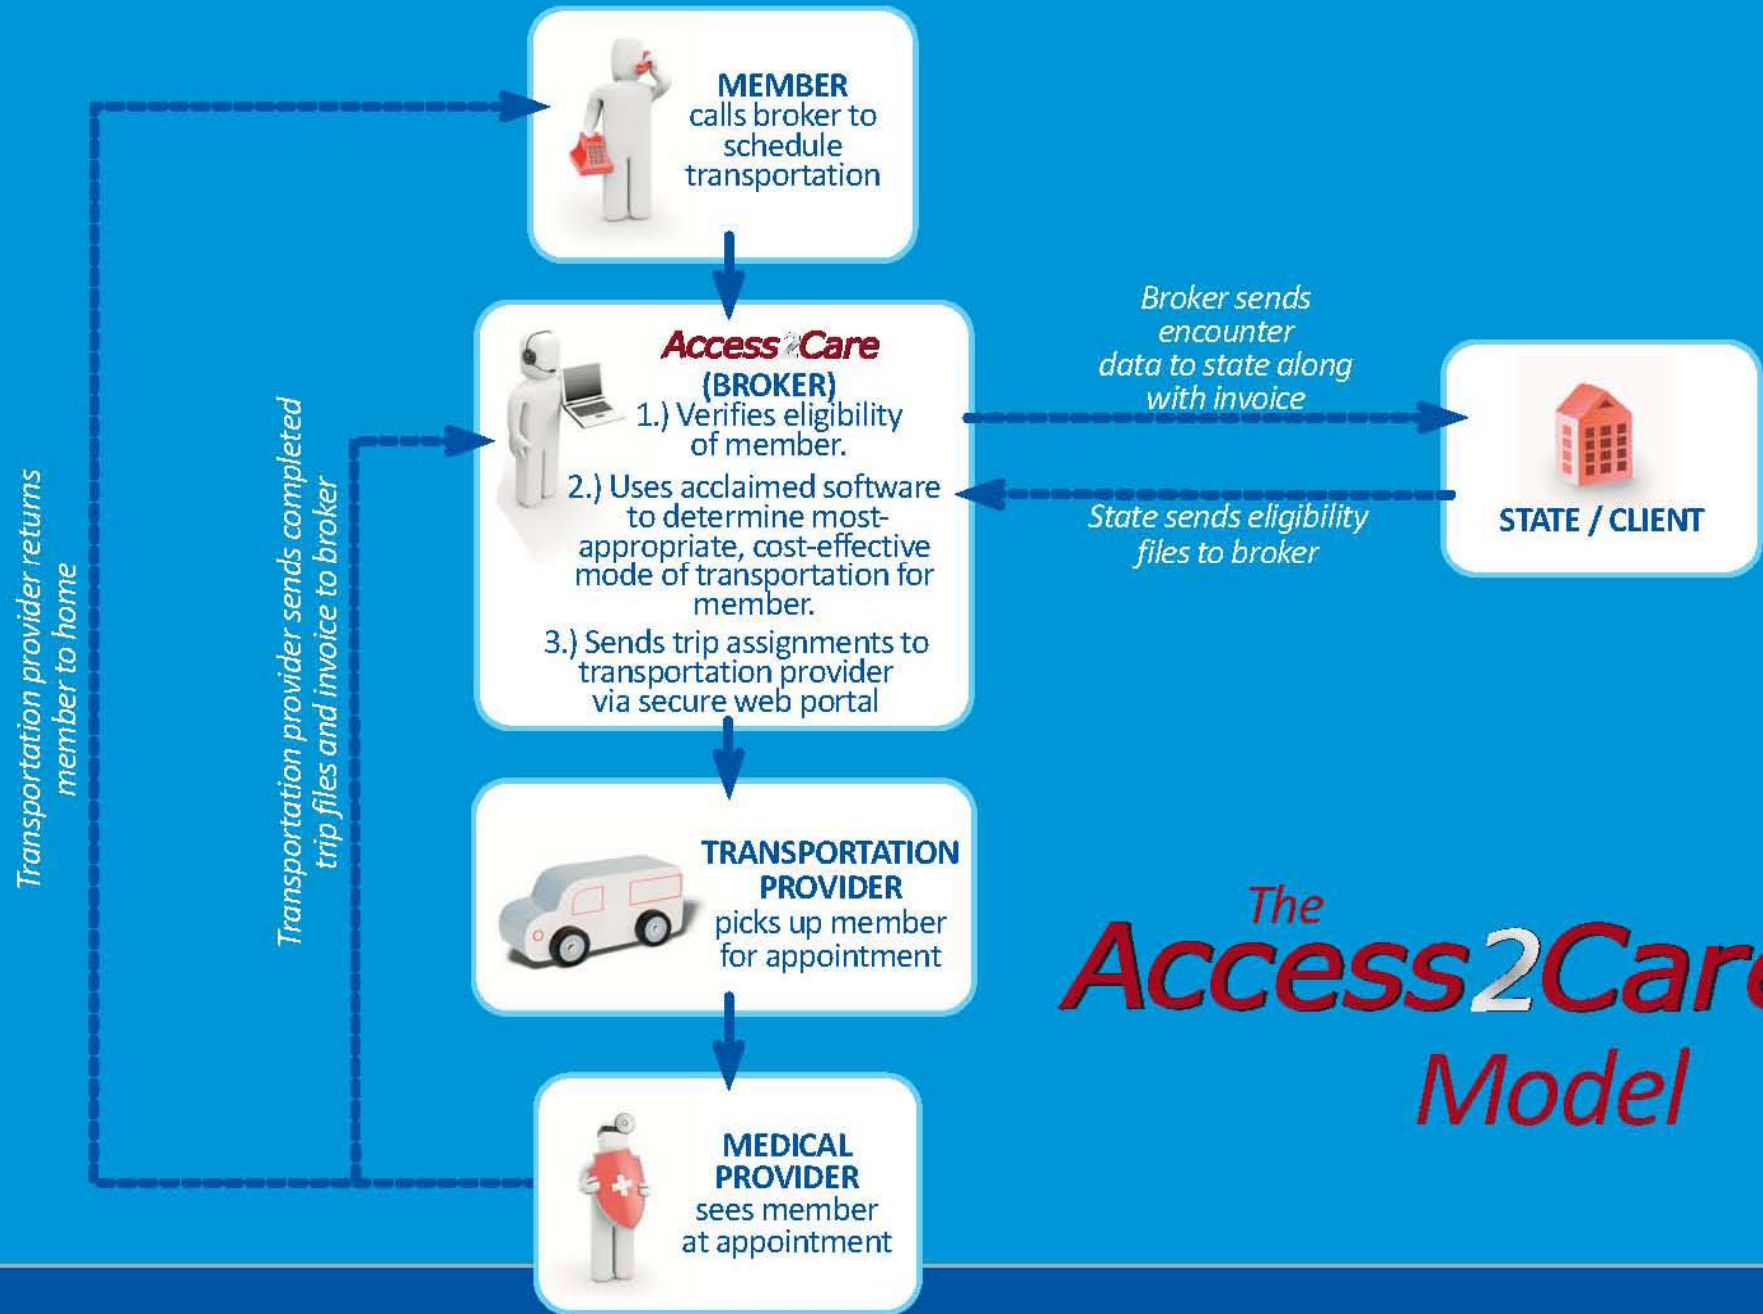 MEMBER
calls broker to
schedule
transportation
Access2Care
(BROKER)
1.) Verifies eligibility
of member.
2.) Uses acclaimed software
to determine most-
appropriate, cost-effective
mode of transportation for
member.
3.) Sends trip assignments to
transportation provider
via secure web portal
Broker sends
encounter
data to state along
with invoice
State sends eligibility
files to broker
STATE / CLIENT
Transportation provider returns
member to home
Transportation provider sends completed
trip files and invoice to broker
TRANSPORTATION
PROVIDER
picks up member
for appointment
MEDICAL
PROVIDER
sees member
at appointment
The
Access2Care
Model